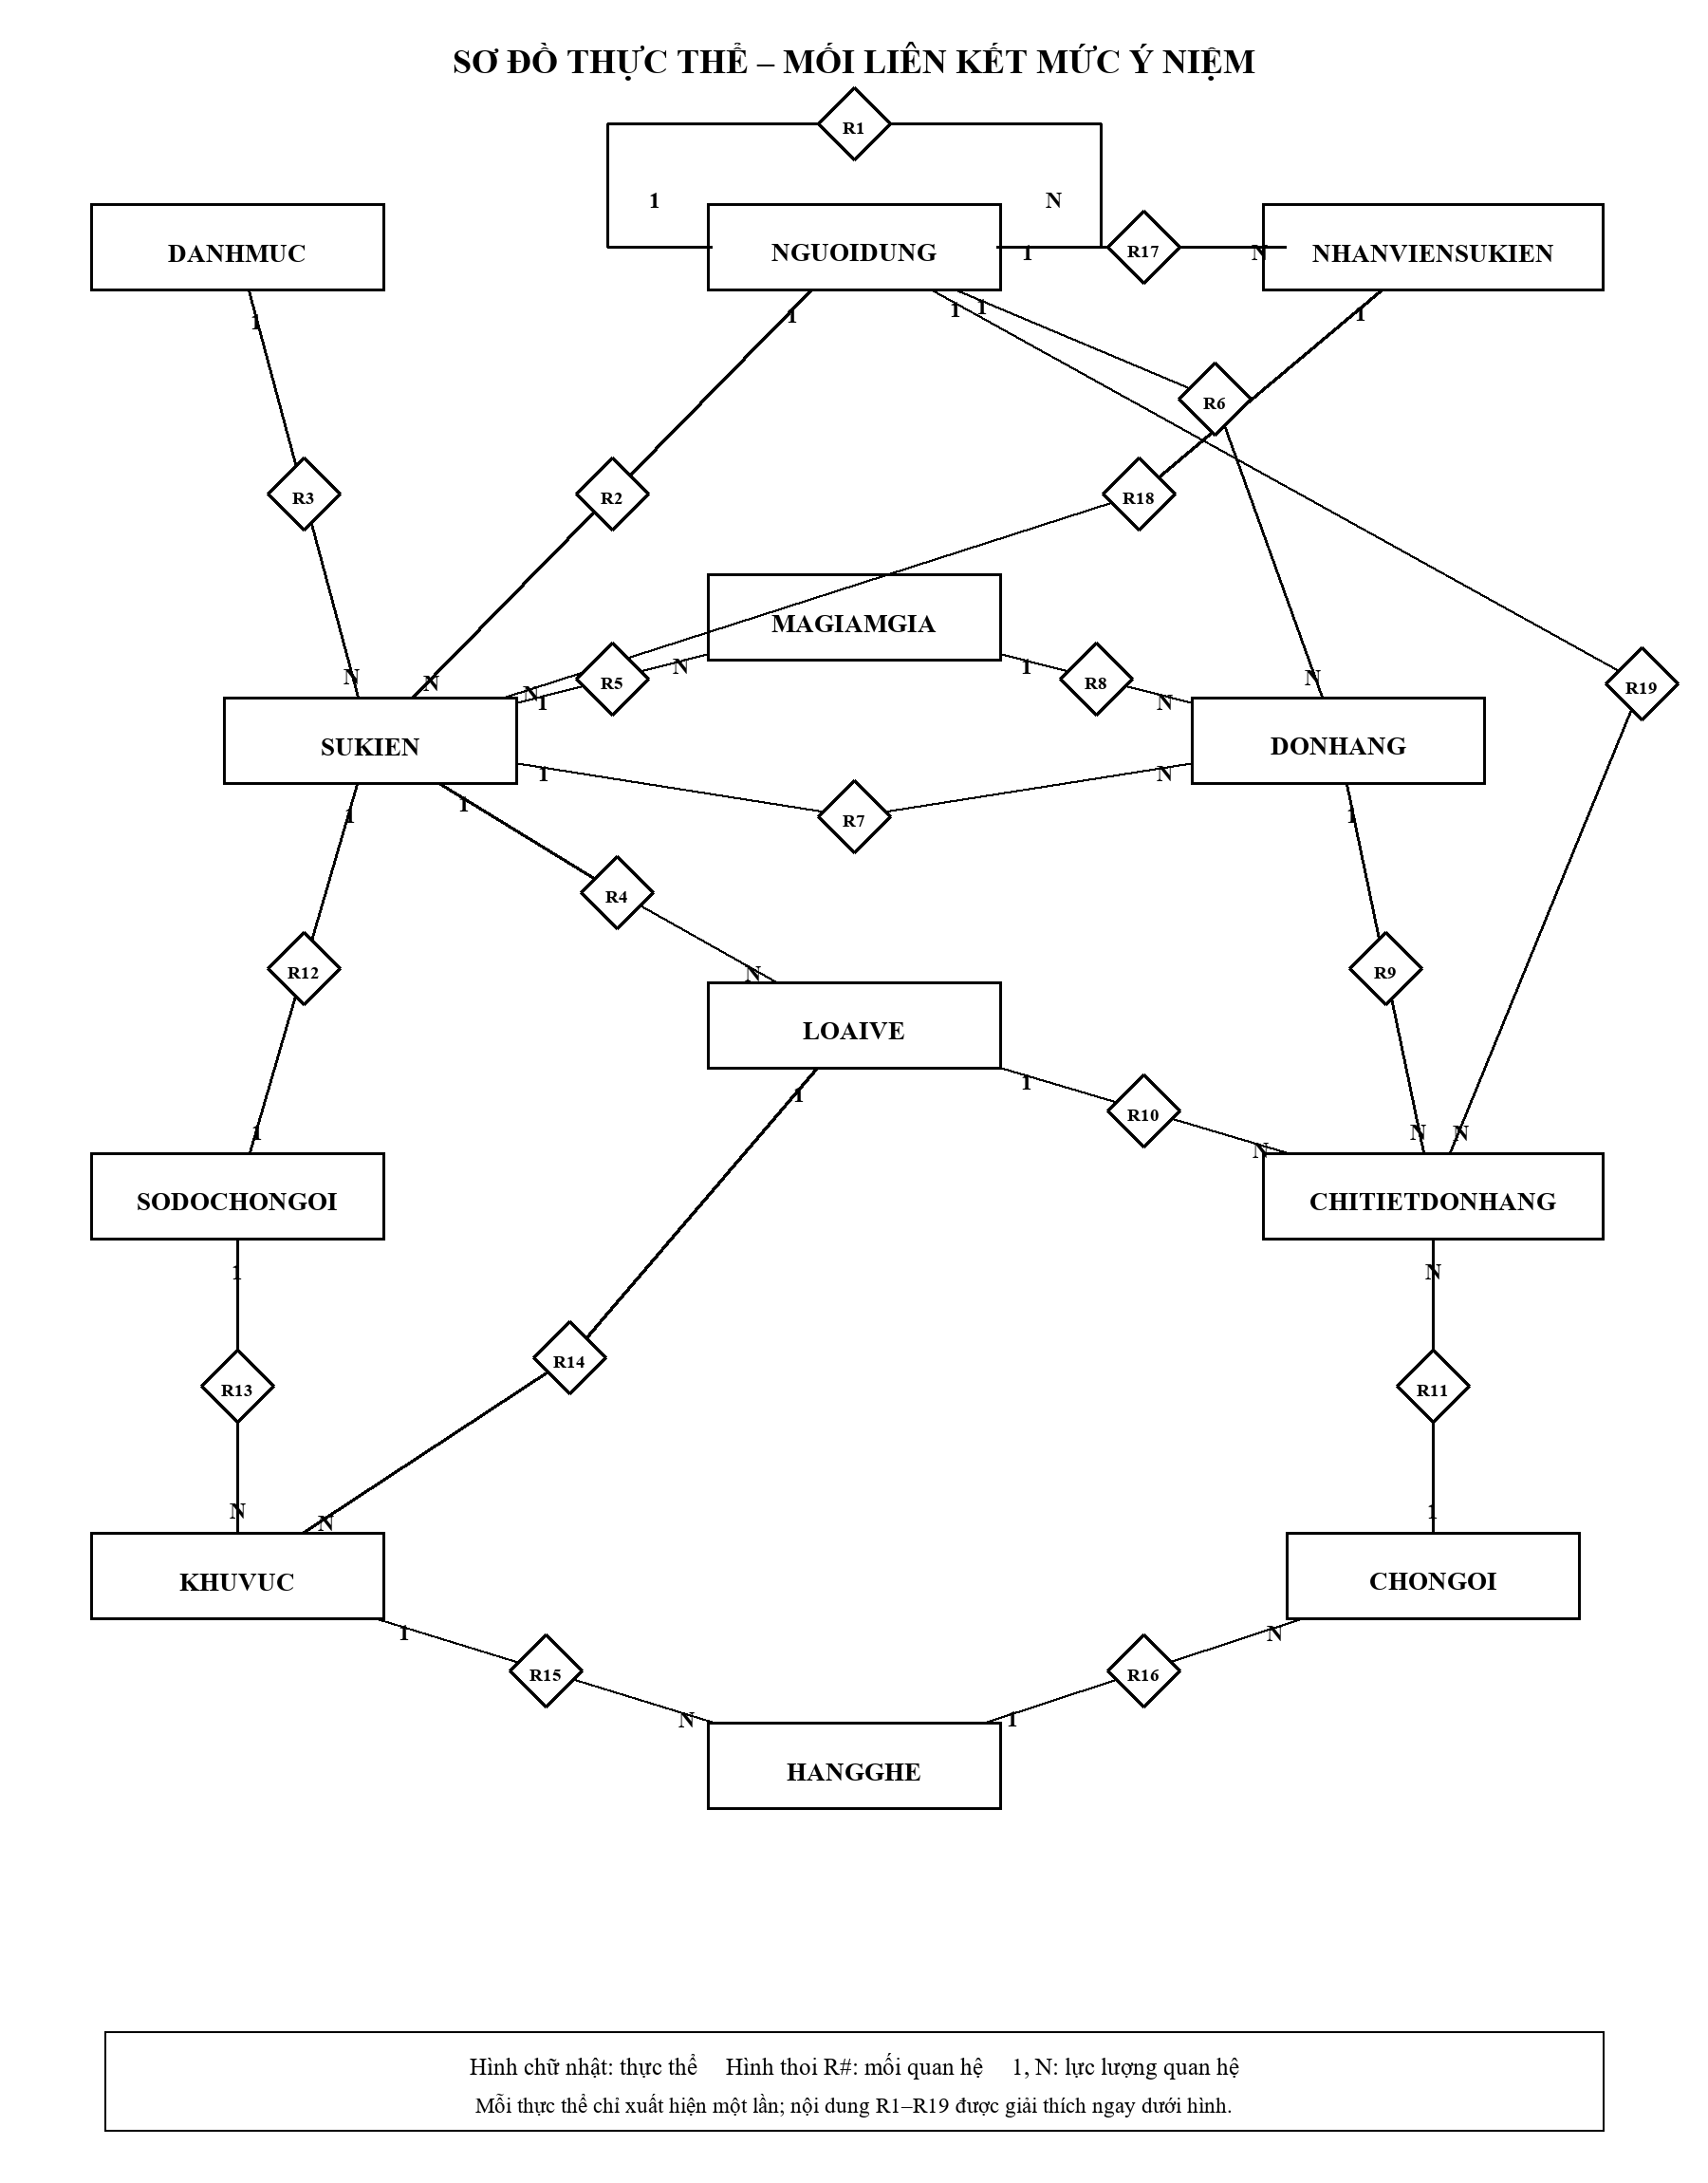 SƠ ĐỒ THỰC THỂ – MỐI LIÊN KẾT MỨC Ý NIỆM
R1
1 N
DANHMUC NGUOIDUNG 1 R17 N NHANVIENSUKIEN
1 1 1 1 1
R6
R3 R2 R18
MAGIAMGIA
N N N 1 R5 N 1 R8 N N R19
SUKIEN DONHANG
1 N
1 1 R7 1
R4
R12 N R9
LOAIVE
1 1 R10
1 N N N
SODOCHONGOI CHITIETDONHANG
1 N
R14
R13 R11
N N 1
KHUVUC CHONGOI
1 N
R15 R16
N 1
HANGGHE
Hình chữ nhật: thực thể Hình thoi R#: mối quan hệ 1, N: lực lượng quan hệ
Mỗi thực thể chỉ xuất hiện một lần; nội dung R1–R19 được giải thích ngay dưới hình.